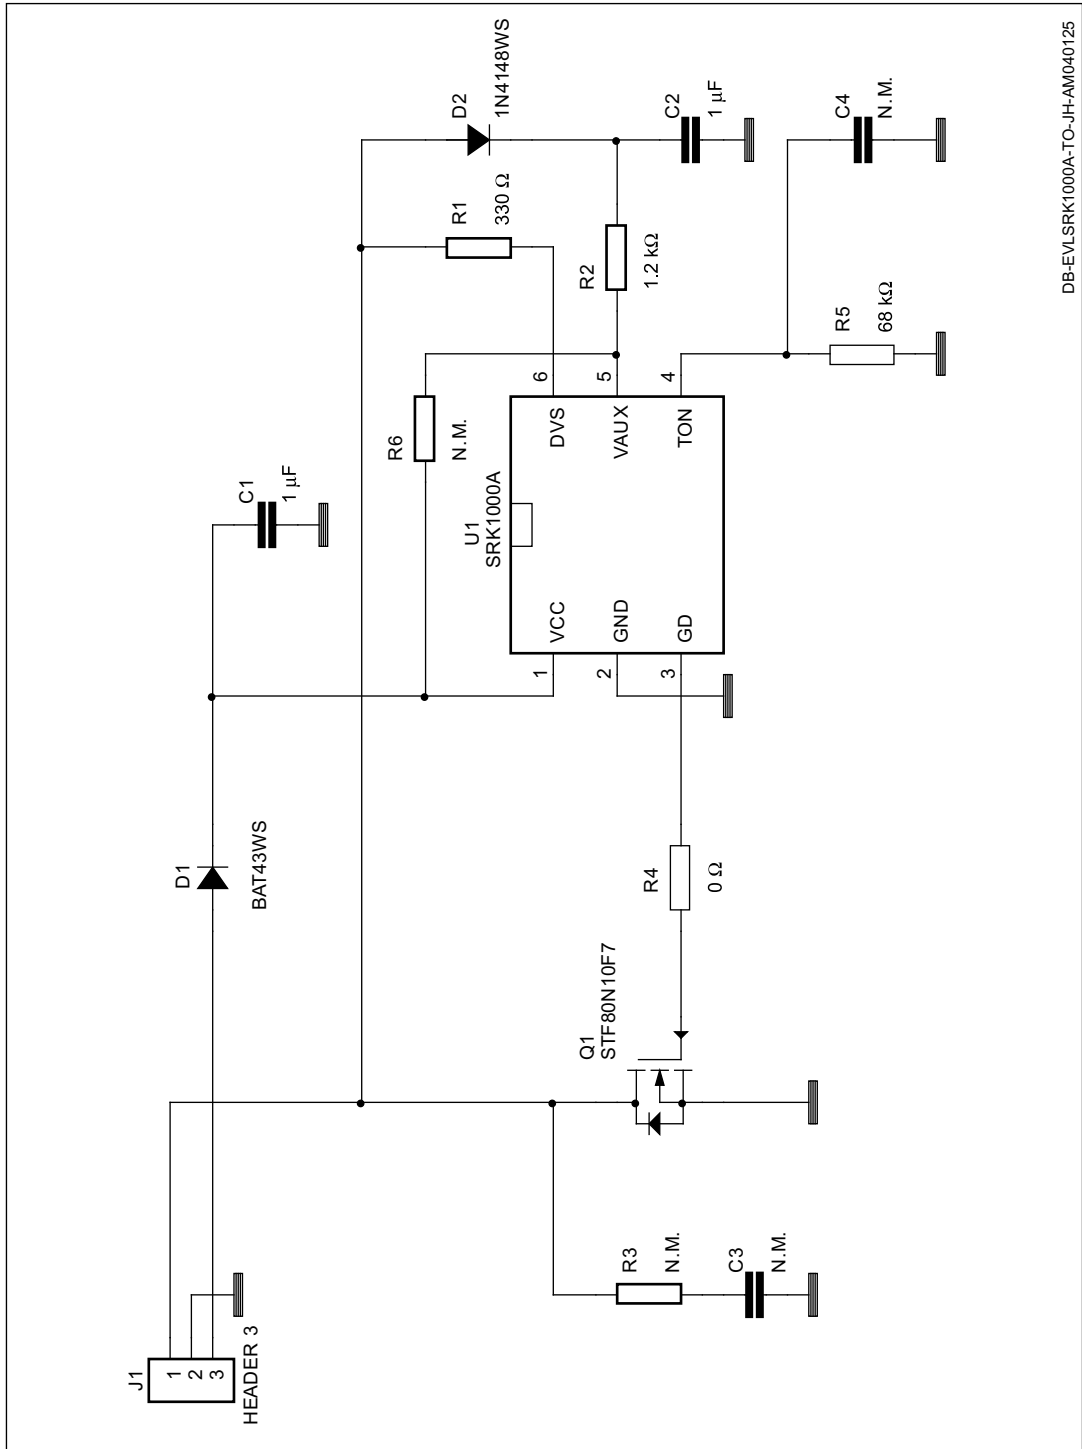 J1
1
2
3
HEADER 3
D1
BAT43WS
C1
1 µF
R3
N.M.
C3
N.M.
Q1
STF80N10F7
R4
0 Ω
R6
N.M.
U1
SRK1000A
VCC
GND
GD
1
2
3
DVS
VAUX
TON
6
5
4
R1
330 Ω
D2
1N4148WS
R2
1.2 kΩ
C2
1 µF
R5
68 kΩ
C4
N.M.
DB-EVLSRK1000A-TO-JH-AM040125